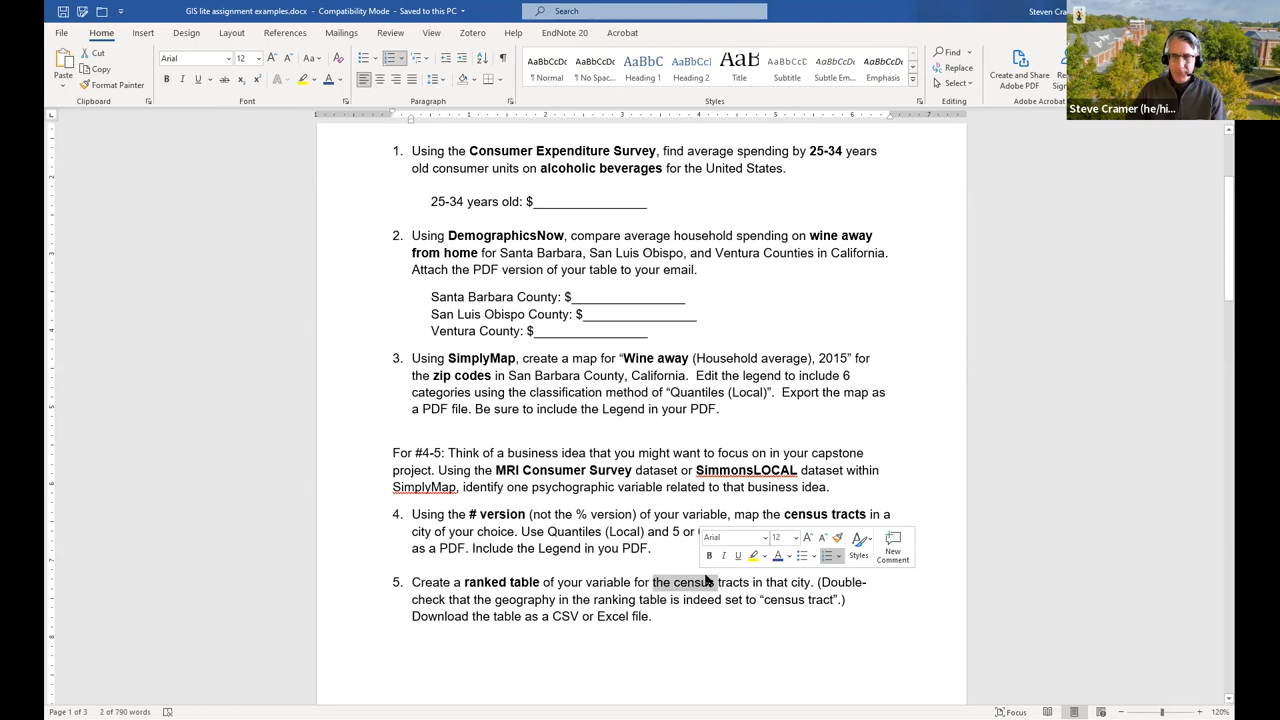 GIS lite assignment examples.docx - Compatibility Mode - Saved to this PC
Search
Steven Cra
File Home Insert Design Layout References Mailings Review View Zotero Help EndNote 20 Acrobat
Paste
Cut
Copy
Format Painter
Arial 12
AaBbCcDc AaBbCcDc AaBbC AaBbCcI AaB AaBbCcD AaBbCcDc AaBbCcDc
¶ Normal ¶ No Spac... Heading 1 Heading 2 Title Subtitle Subtle Em... Emphasis
Find
Replace
Select
Create and Share
Adobe PDF
Clipboard Font Paragraph Styles Editing Adobe Acrobat
Steve Cramer (he/hi...
1. Using the Consumer Expenditure Survey, find average spending by 25-34 years
old consumer units on alcoholic beverages for the United States.
25-34 years old: $________________
2. Using DemographicsNow, compare average household spending on wine away
from home for Santa Barbara, San Luis Obispo, and Ventura Counties in California.
Attach the PDF version of your table to your email.
Santa Barbara County: $________________
San Luis Obispo County: $________________
Ventura County: $________________
3. Using SimplyMap, create a map for “Wine away (Household average), 2015” for
the zip codes in San Barbara County, California. Edit the legend to include 6
categories using the classification method of “Quantiles (Local)”. Export the map as
a PDF file. Be sure to include the Legend in your PDF.
For #4-5: Think of a business idea that you might want to focus on in your capstone
project. Using the MRI Consumer Survey dataset or SimmonsLOCAL dataset within
SimplyMap, identify one psychographic variable related to that business idea.
4. Using the # version (not the % version) of your variable, map the census tracts in a
city of your choice. Use Quantiles (Local) and 5 or
as a PDF. Include the Legend in you PDF.
Arial 12
Styles
New
Comment
5. Create a ranked table of your variable for the census tracts in that city. (Double-
check that the geography in the ranking table is indeed set to “census tract”.)
Download the table as a CSV or Excel file.
Page 1 of 3 2 of 790 words
Focus
120%